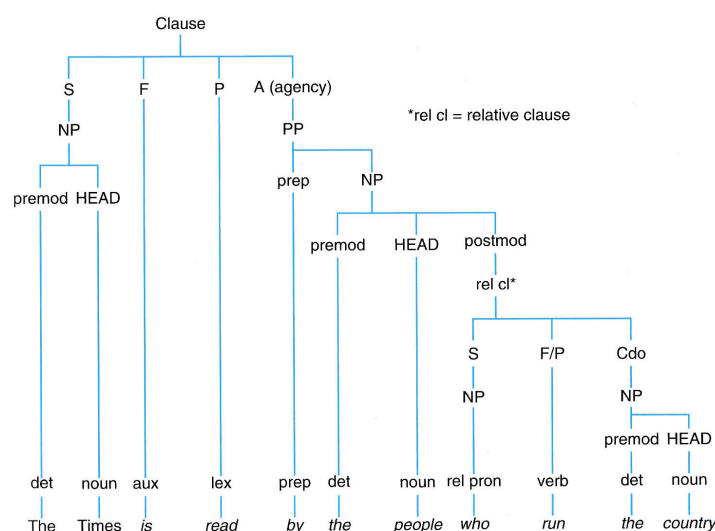 Clause
S F P A (agency)
*rel cl = relative clause
NP PP
prep NP
premod HEAD
premod HEAD postmod
rel cl*
S F/P Cdo
NP NP
premod HEAD
det noun aux lex prep det noun rel pron verb det noun
The Times is read by the people who run the country